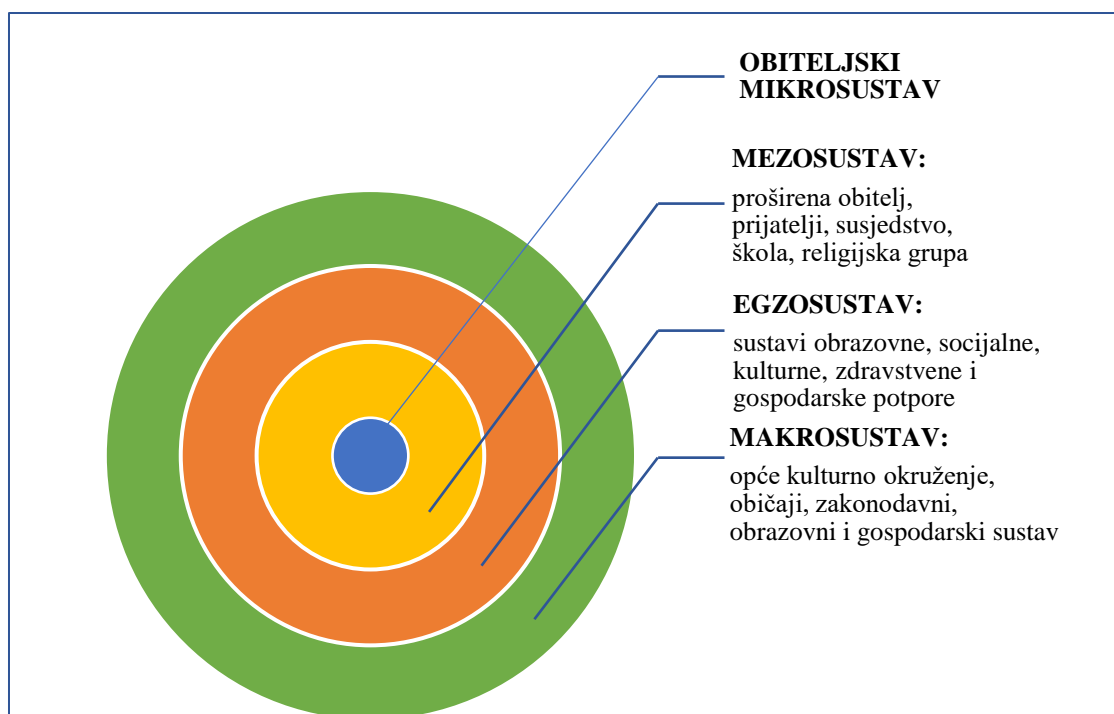 OBITELJSKI
MIKROSUSTAV
MEZOSUSTAV:
proširena obitelj,
prijatelji, susjedstvo,
škola, religijska grupa
EGZOSUSTAV:
sustavi obrazovne, socijalne,
kulturne, zdravstvene i
gospodarske potpore
MAKROSUSTAV:
opće kulturno okruženje,
običaji, zakonodavni,
obrazovni i gospodarski sustav